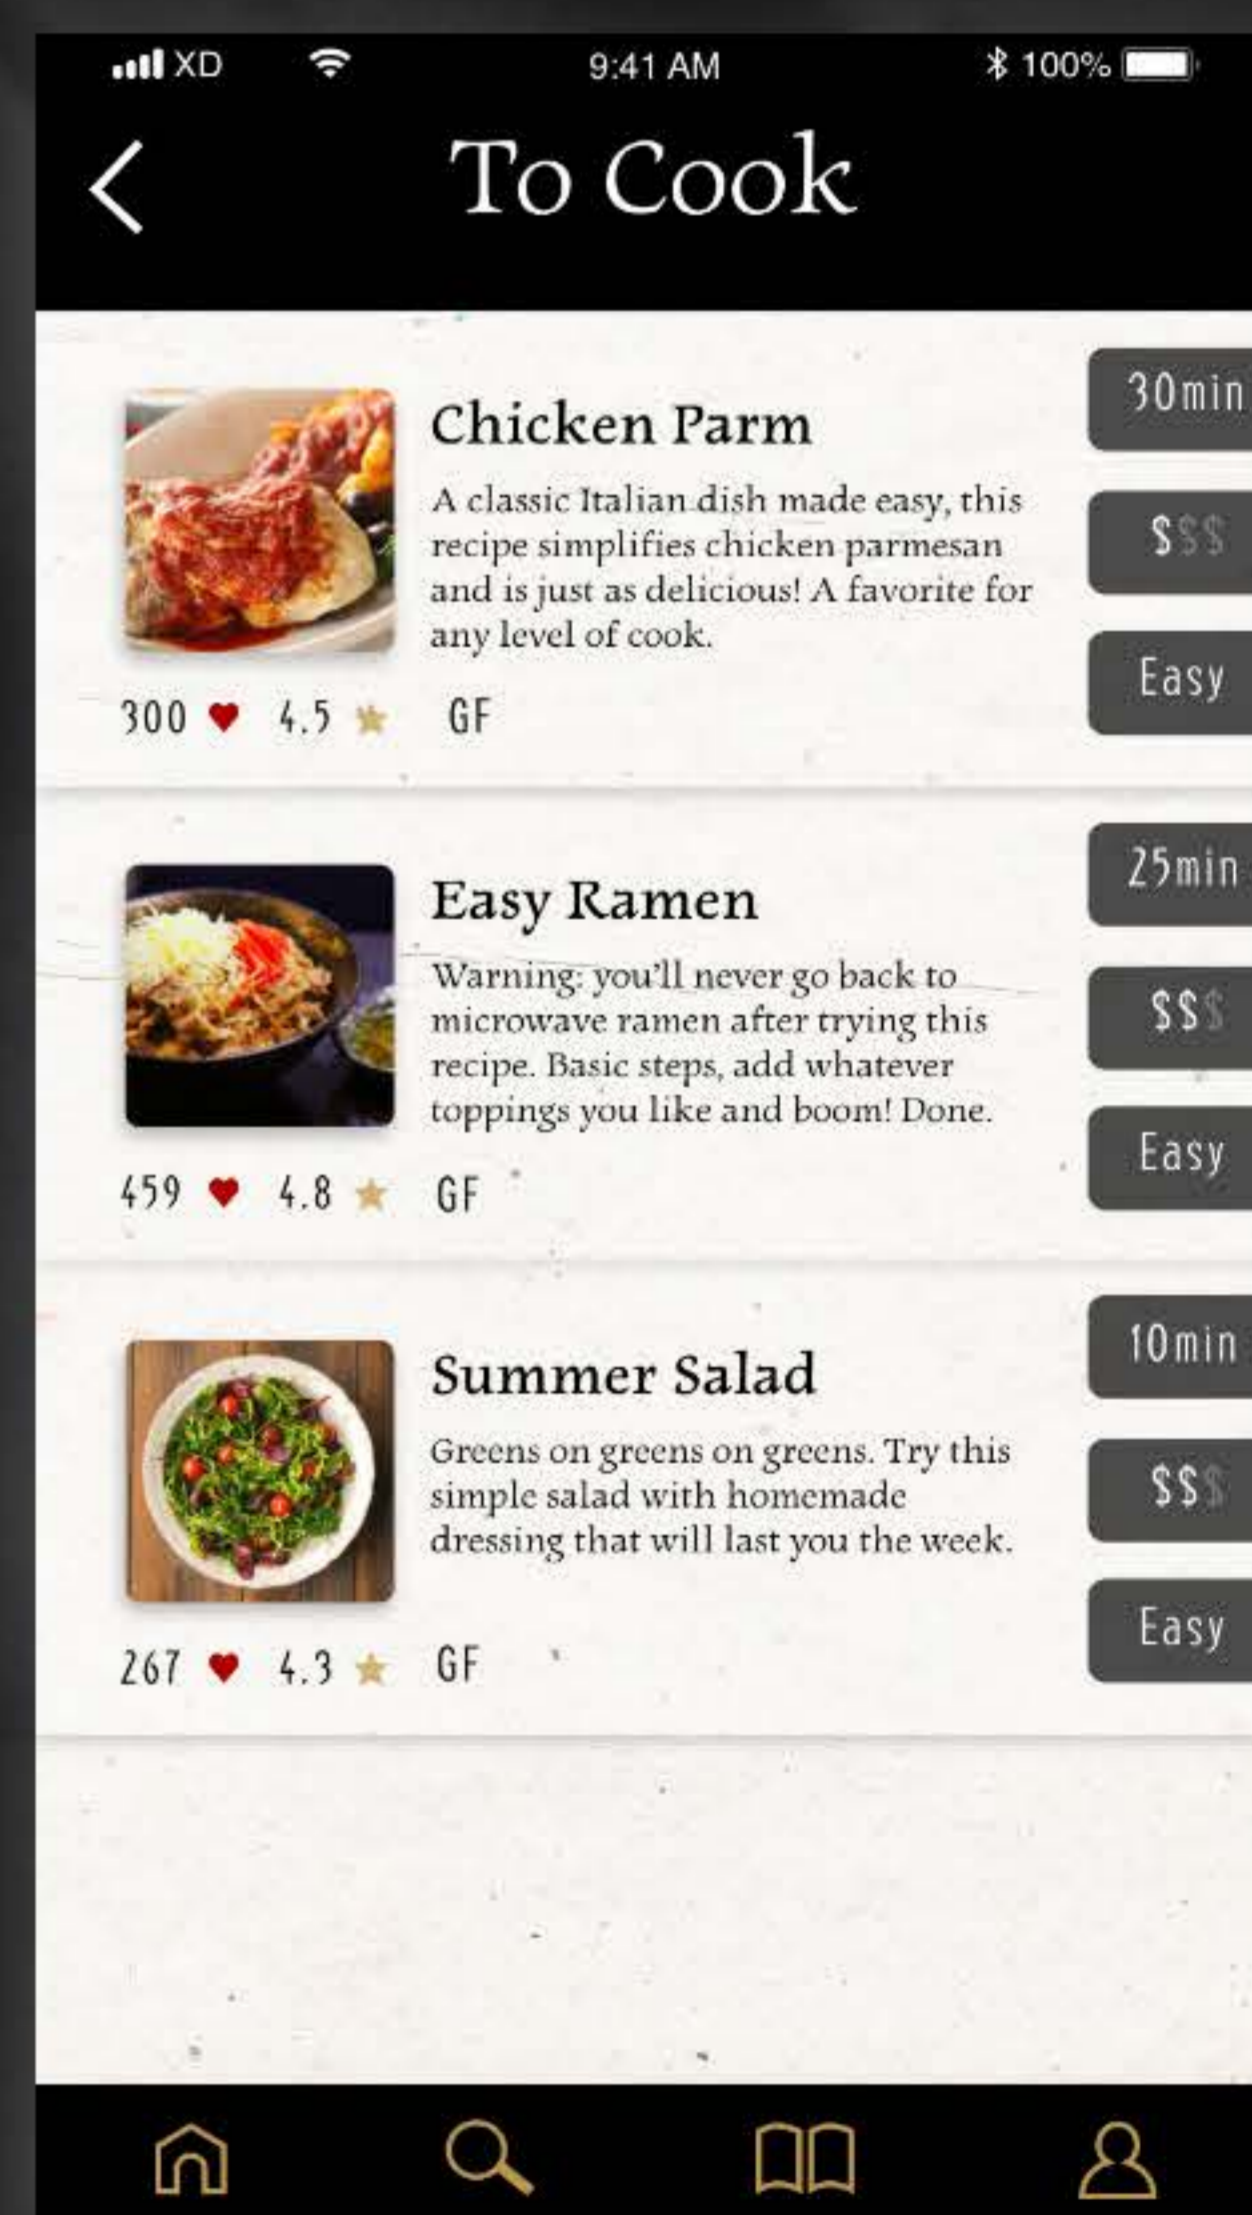 XD
9:41 AM
100%
To Cook
Chicken Parm
A classic Italian dish made easy, this
recipe simplifies chicken parmesan
and is just as delicious! A favorite for
any level of cook.
300
4.5
GF
30min
$$$
Easy
Easy Ramen
Warning: you'll never go back to
microwave ramen after trying this
recipe. Basic steps, add whatever
toppings you like and boom! Done.
459
4.8
GF
25min
$$$
Easy
Summer Salad
Greens on greens on greens. Try this
simple salad with homemade
dressing that will last you the week.
267
4.3
GF
10min
$$$
Easy